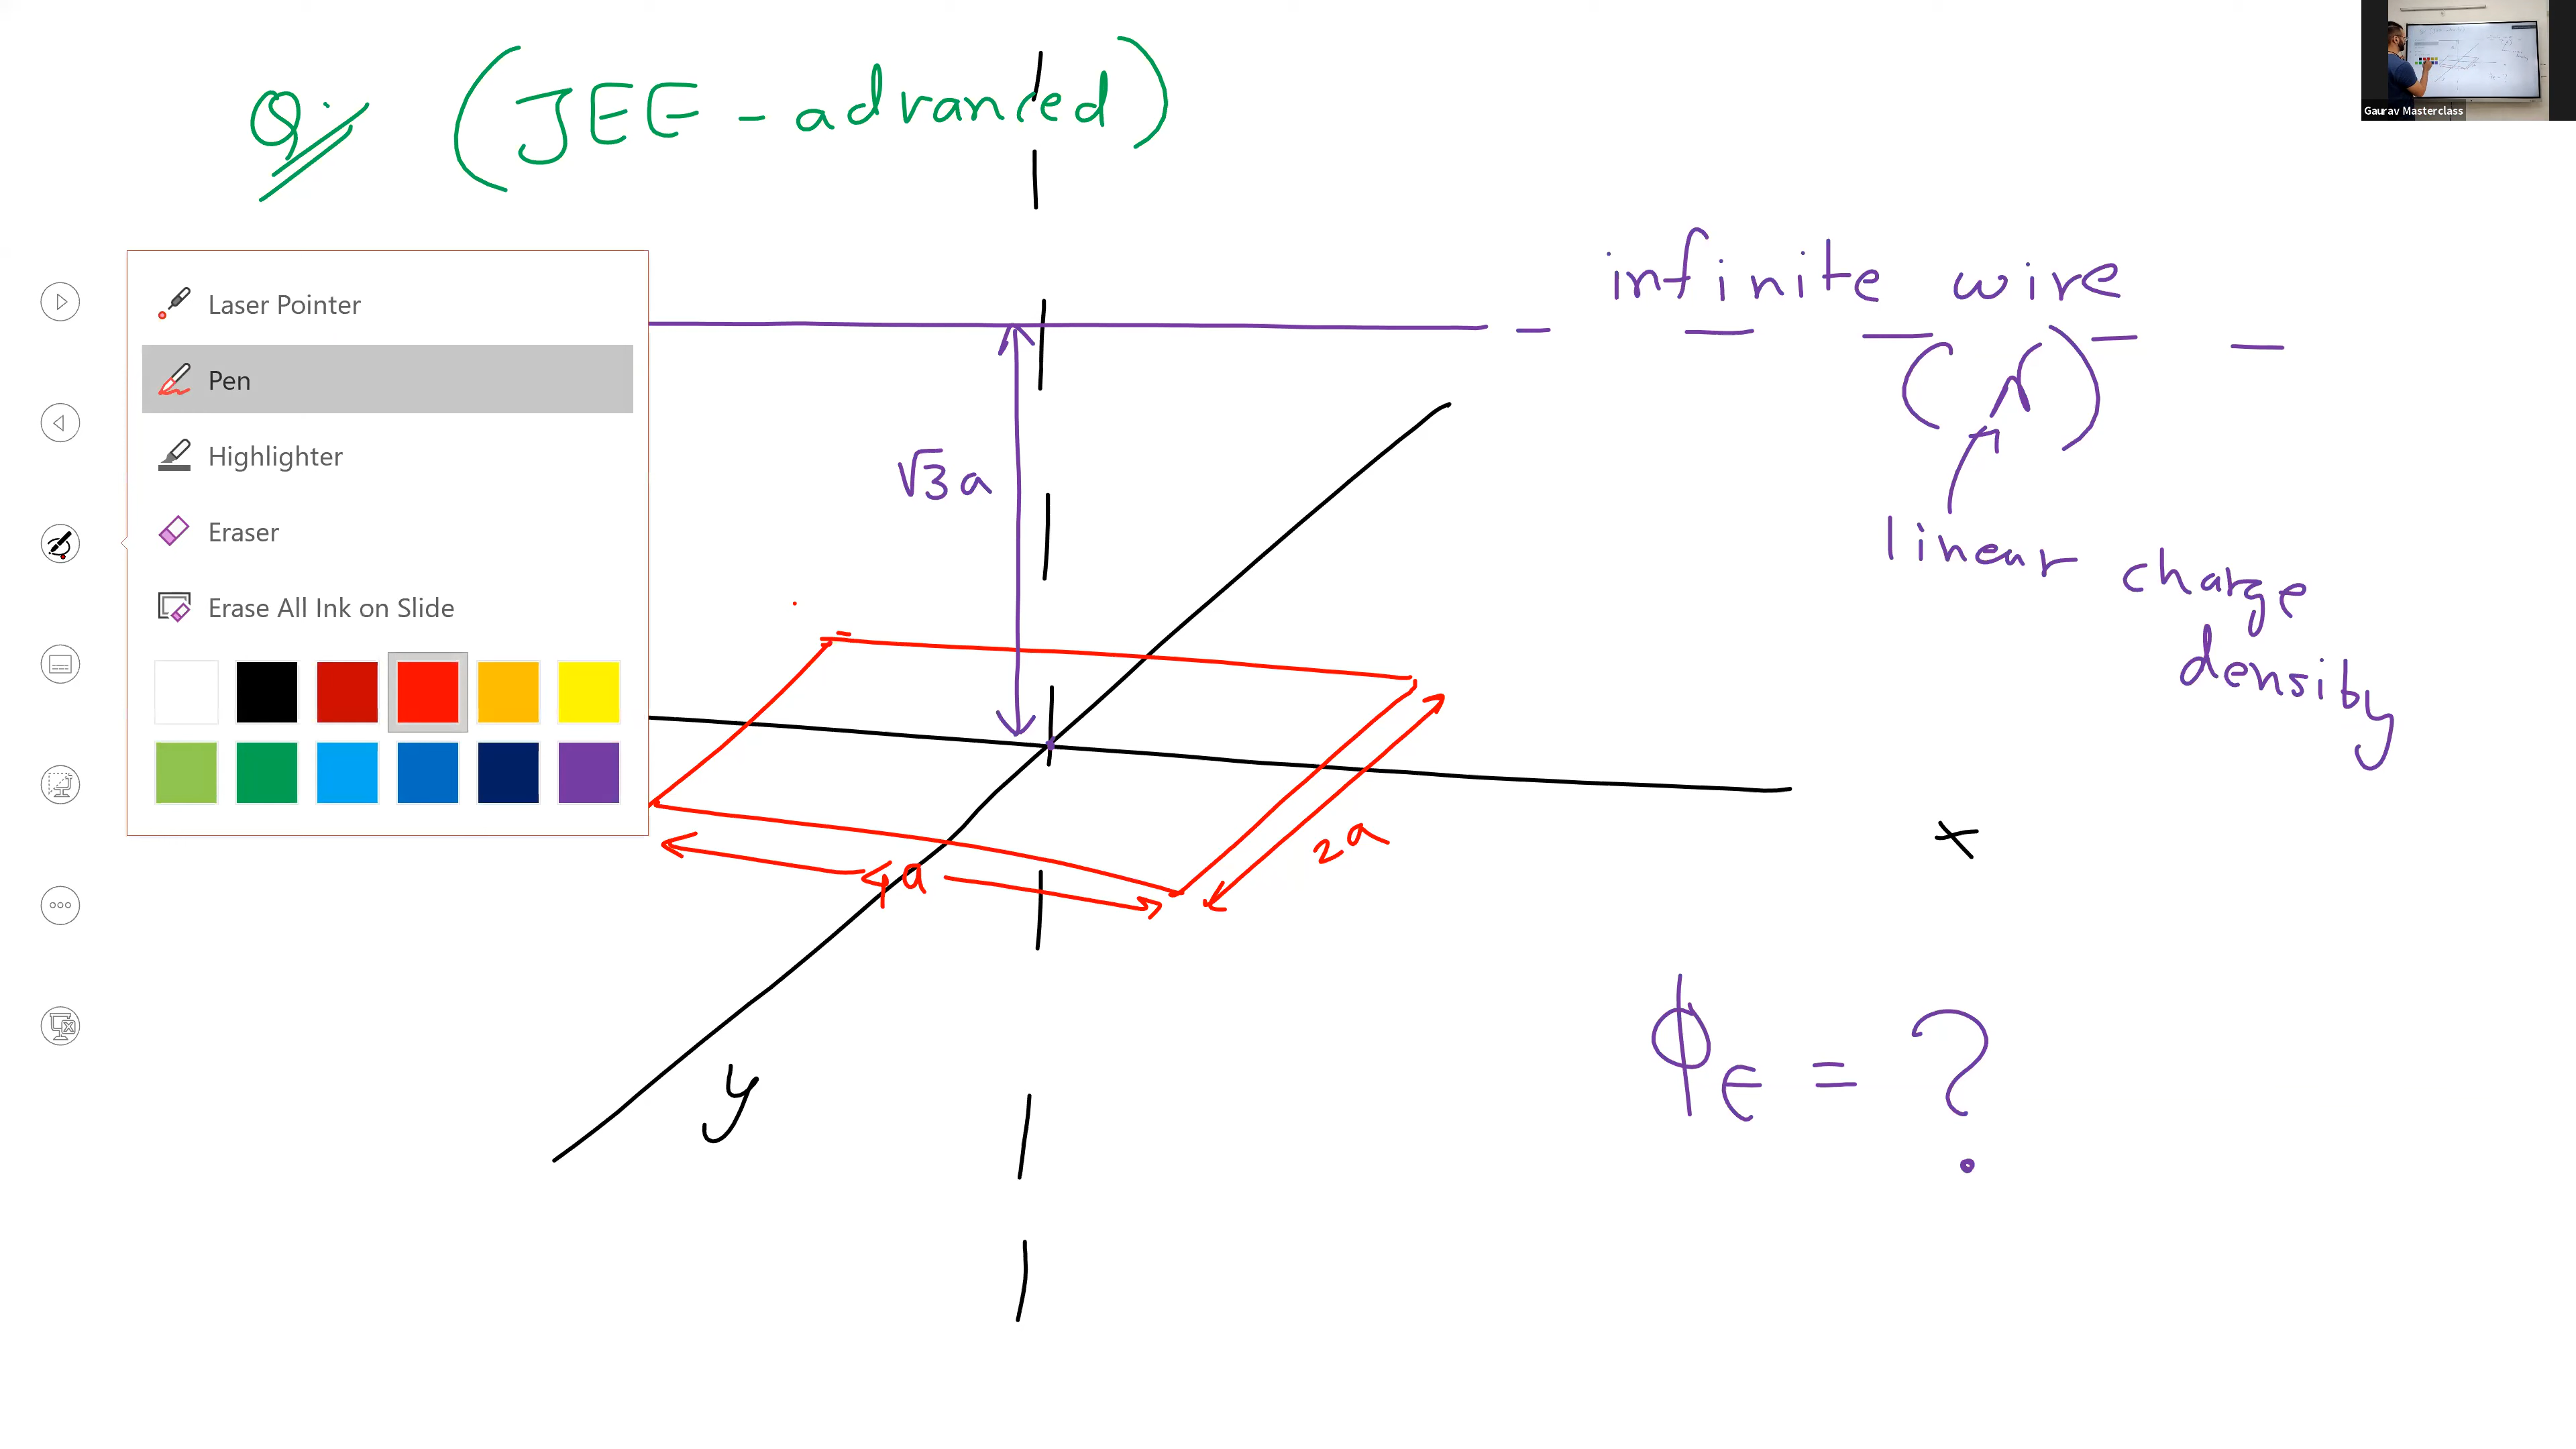 Q:
(JEE - advanced)
Gaurav Masterclass
infinite wire
(λ)
linear charge
density
Laser Pointer
Pen
Highlighter
Eraser
Erase All Ink on Slide
√3a
4a
2a
x
y
ϕE = ?